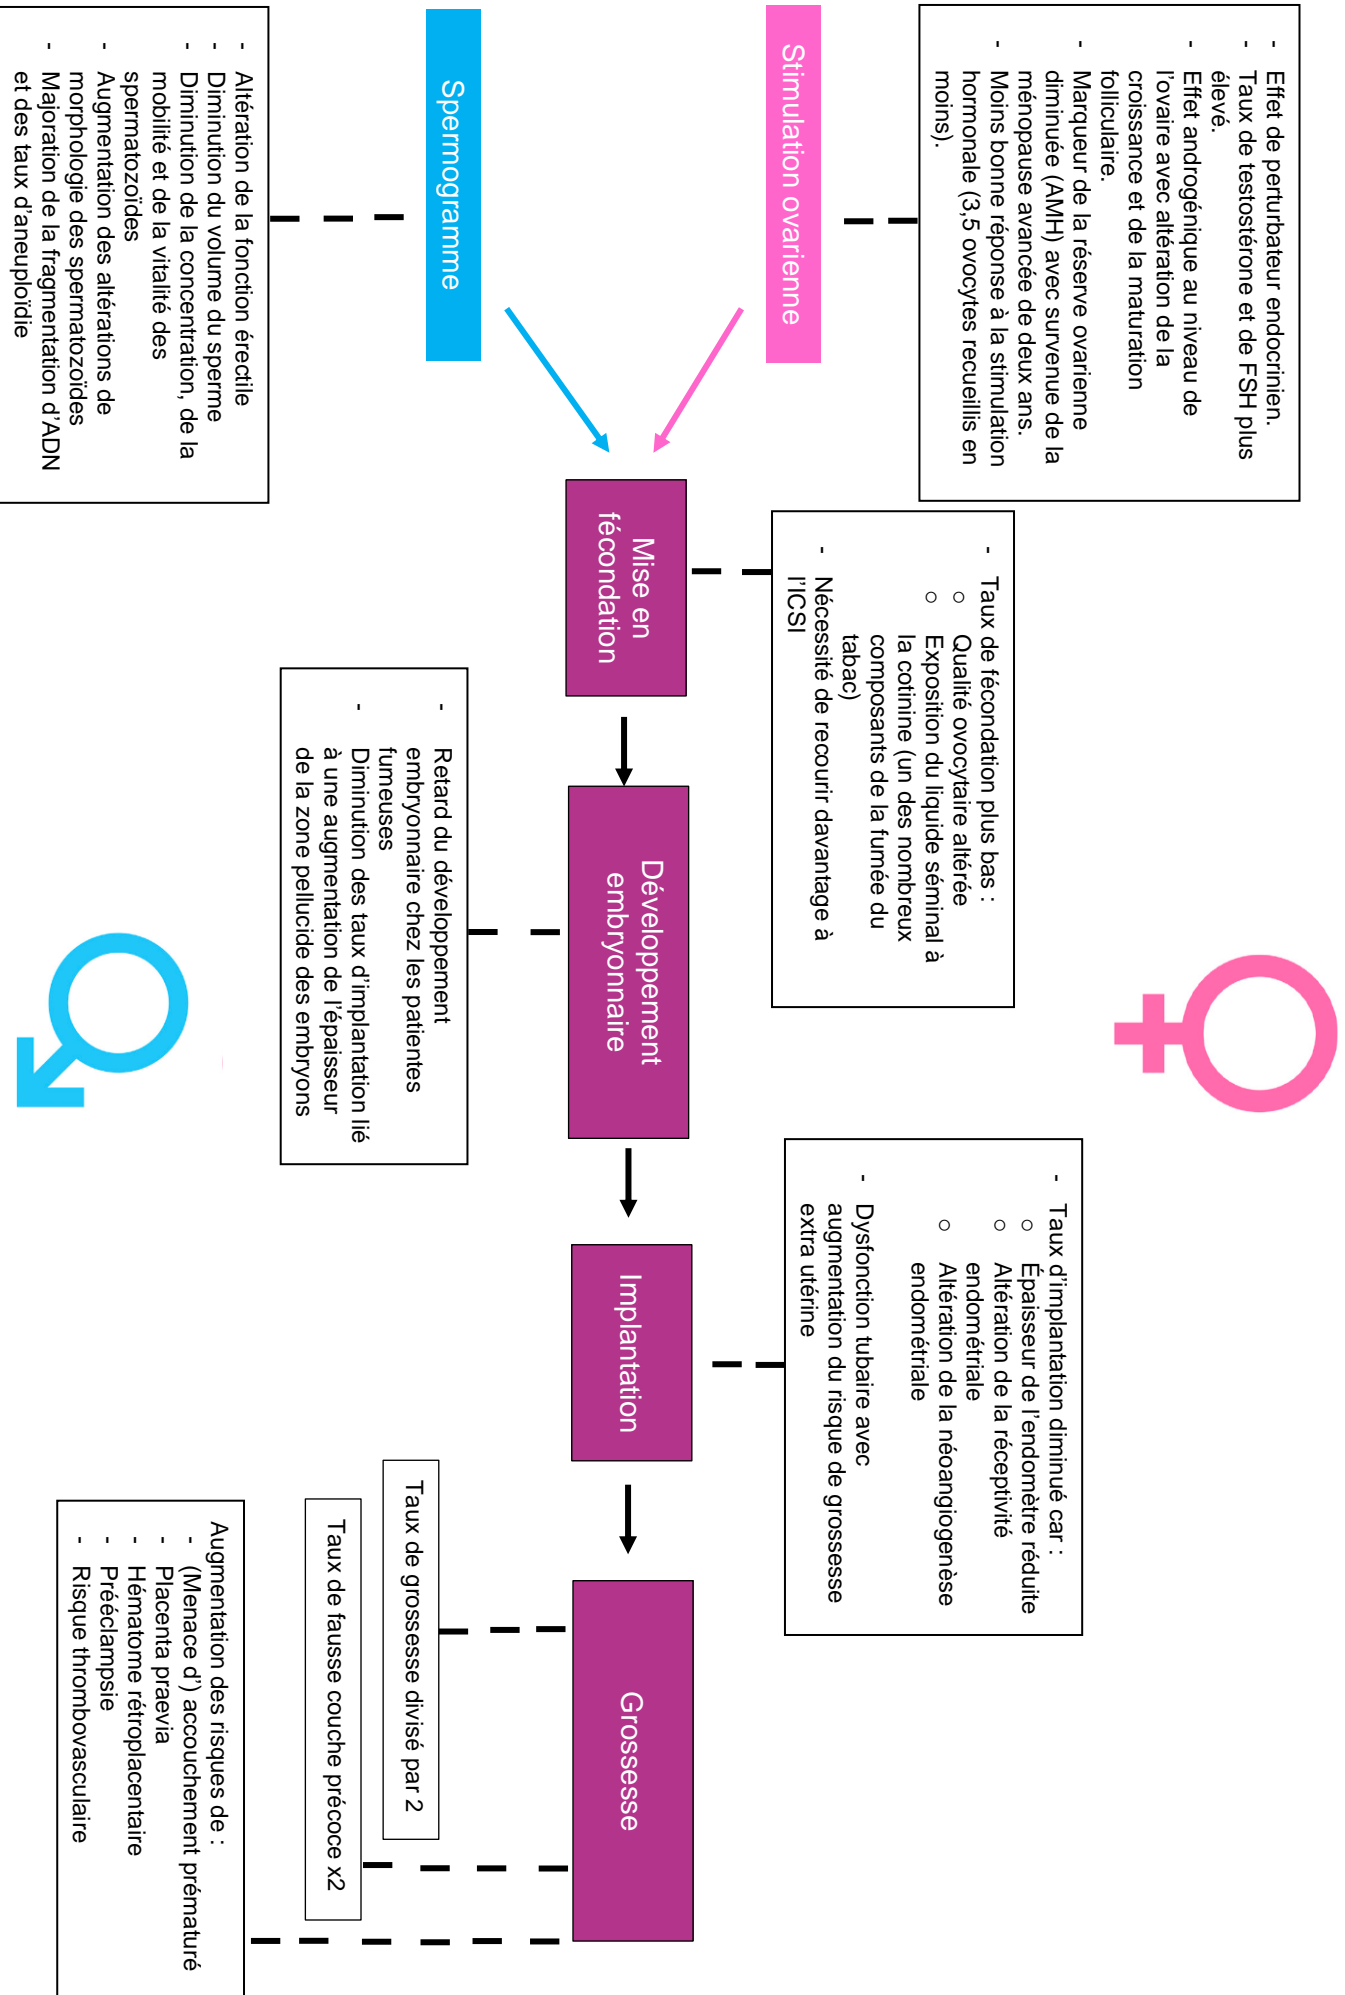 - Effet de perturbateur endocrinien.
- Taux de testostérone et de FSH plus
élevé.
- Effet androgénique au niveau de
l'ovaire avec altération de la
croissance et de la maturation
folliculaire.
- Marqueur de la réserve ovarienne
diminuée (AMH) avec survenue de la
ménopause avancée de deux ans.
- Moins bonne réponse à la stimulation
hormonale (3,5 ovocytes recueillis en
moins).
Stimulation ovarienne
Spermogramme
- Altération de la fonction érectile
- Diminution du volume du sperme
- Diminution de la concentration, de la
mobilité et de la vitalité des
spermatozoïdes
- Augmentation des altérations de
morphologie des spermatozoïdes
- Majoration de la fragmentation d'ADN
et des taux d'aneuploïdie
- Taux de fécondation plus bas :
○ Qualité ovocytaire altérée
○ Exposition du liquide séminal à
la cotinine (un des nombreux
composants de la fumée du
tabac)
- Nécessité de recourir davantage à
l'ICSI
Mise en
fécondation
Développement
embryonnaire
- Retard du développement
embryonnaire chez les patientes
fumeuses
- Diminution des taux d'implantation lié
à une augmentation de l'épaisseur
de la zone pellucide des embryons
- Taux d'implantation diminué car :
○ Épaisseur de l'endomètre réduite
○ Altération de la réceptivité
endométriale
○ Altération de la néoangiogenèse
endométriale
- Dysfonction tubaire avec
augmentation du risque de grossesse
extra utérine
Implantation
Grossesse
Taux de grossesse divisé par 2
Taux de fausse couche précoce x2
Augmentation des risques de :
- (Menace d') accouchement prématuré
- Placenta praevia
- Hématome rétroplacentaire
- Prééclampsie
- Risque thrombovasculaire